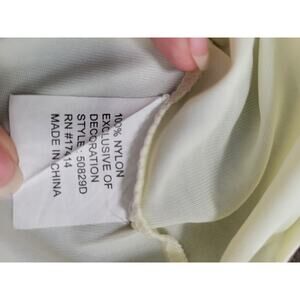 100% NYLON
EXCLUSIVE OF
DECORATION
STYLE : 50829D
RN #17414
MADE IN CHINA